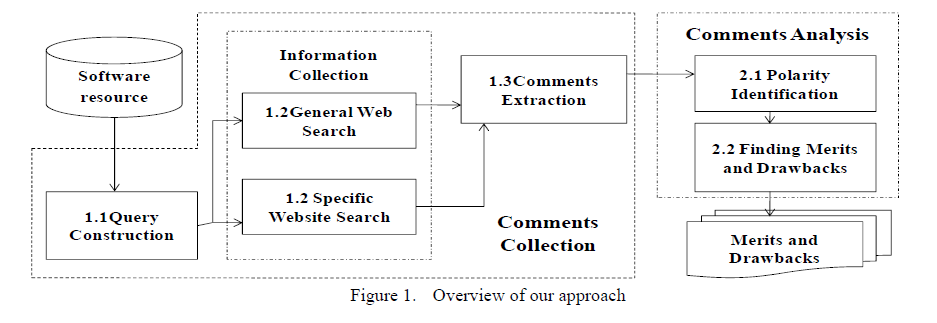 Software
resource
1.1Query
Construction
Information
Collection
1.2General Web
Search
1.2 Specific
Website Search
1.3Comments
Extraction
Comments
Collection
Comments Analysis
2.1 Polarity
Identification
2.2 Finding Merits
and Drawbacks
Merits and
Drawbacks
Figure 1. Overview of our approach